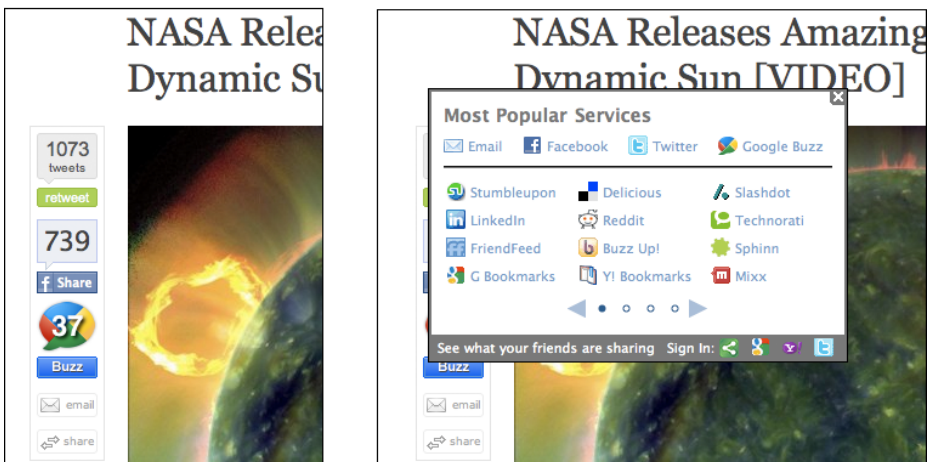 NASA Relea
Dynamic Su
1073
tweets
retweet
739
f Share
37
Buzz
email
share
NASA Releases Amazing
Dynamic Sun [VIDEO]
Most Popular Services
Email Facebook Twitter Google Buzz
Stumbleupon Delicious Slashdot
LinkedIn Reddit Technorati
FriendFeed Buzz Up! Sphinn
G Bookmarks Y! Bookmarks Mixx
See what your friends are sharing Sign In:
Buzz
email
share